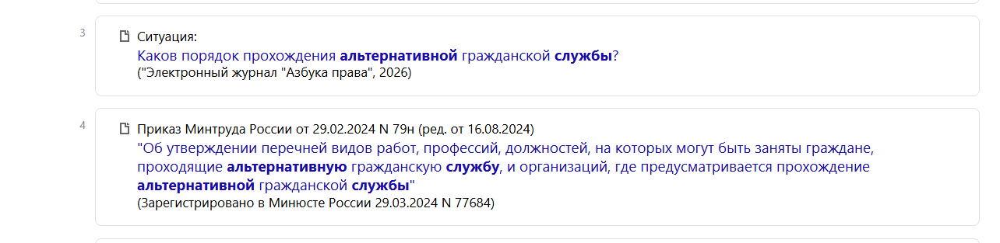 3
Ситуация:
Каков порядок прохождения альтернативной гражданской службы?
("Электронный журнал "Азбука права", 2026)
4
Приказ Минтруда России от 29.02.2024 N 79н (ред. от 16.08.2024)
"Об утверждении перечней видов работ, профессий, должностей, на которых могут быть заняты граждане,
проходящие альтернативную гражданскую службу, и организаций, где предусматривается прохождение
альтернативной гражданской службы"
(Зарегистрировано в Минюсте России 29.03.2024 N 77684)